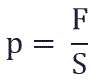 p = F/S